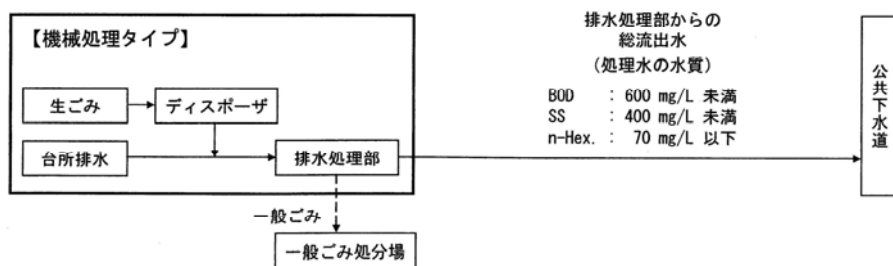 【機械処理タイプ】
生ごみ
ディスポーザ
台所排水
排水処理部
一般ごみ
一般ごみ処分場
排水処理部からの
総流出水
(処理水の水質)
BOD : 600 mg/L 未満
SS : 400 mg/L 未満
n-Hex. : 70 mg/L 以下
公共下水道